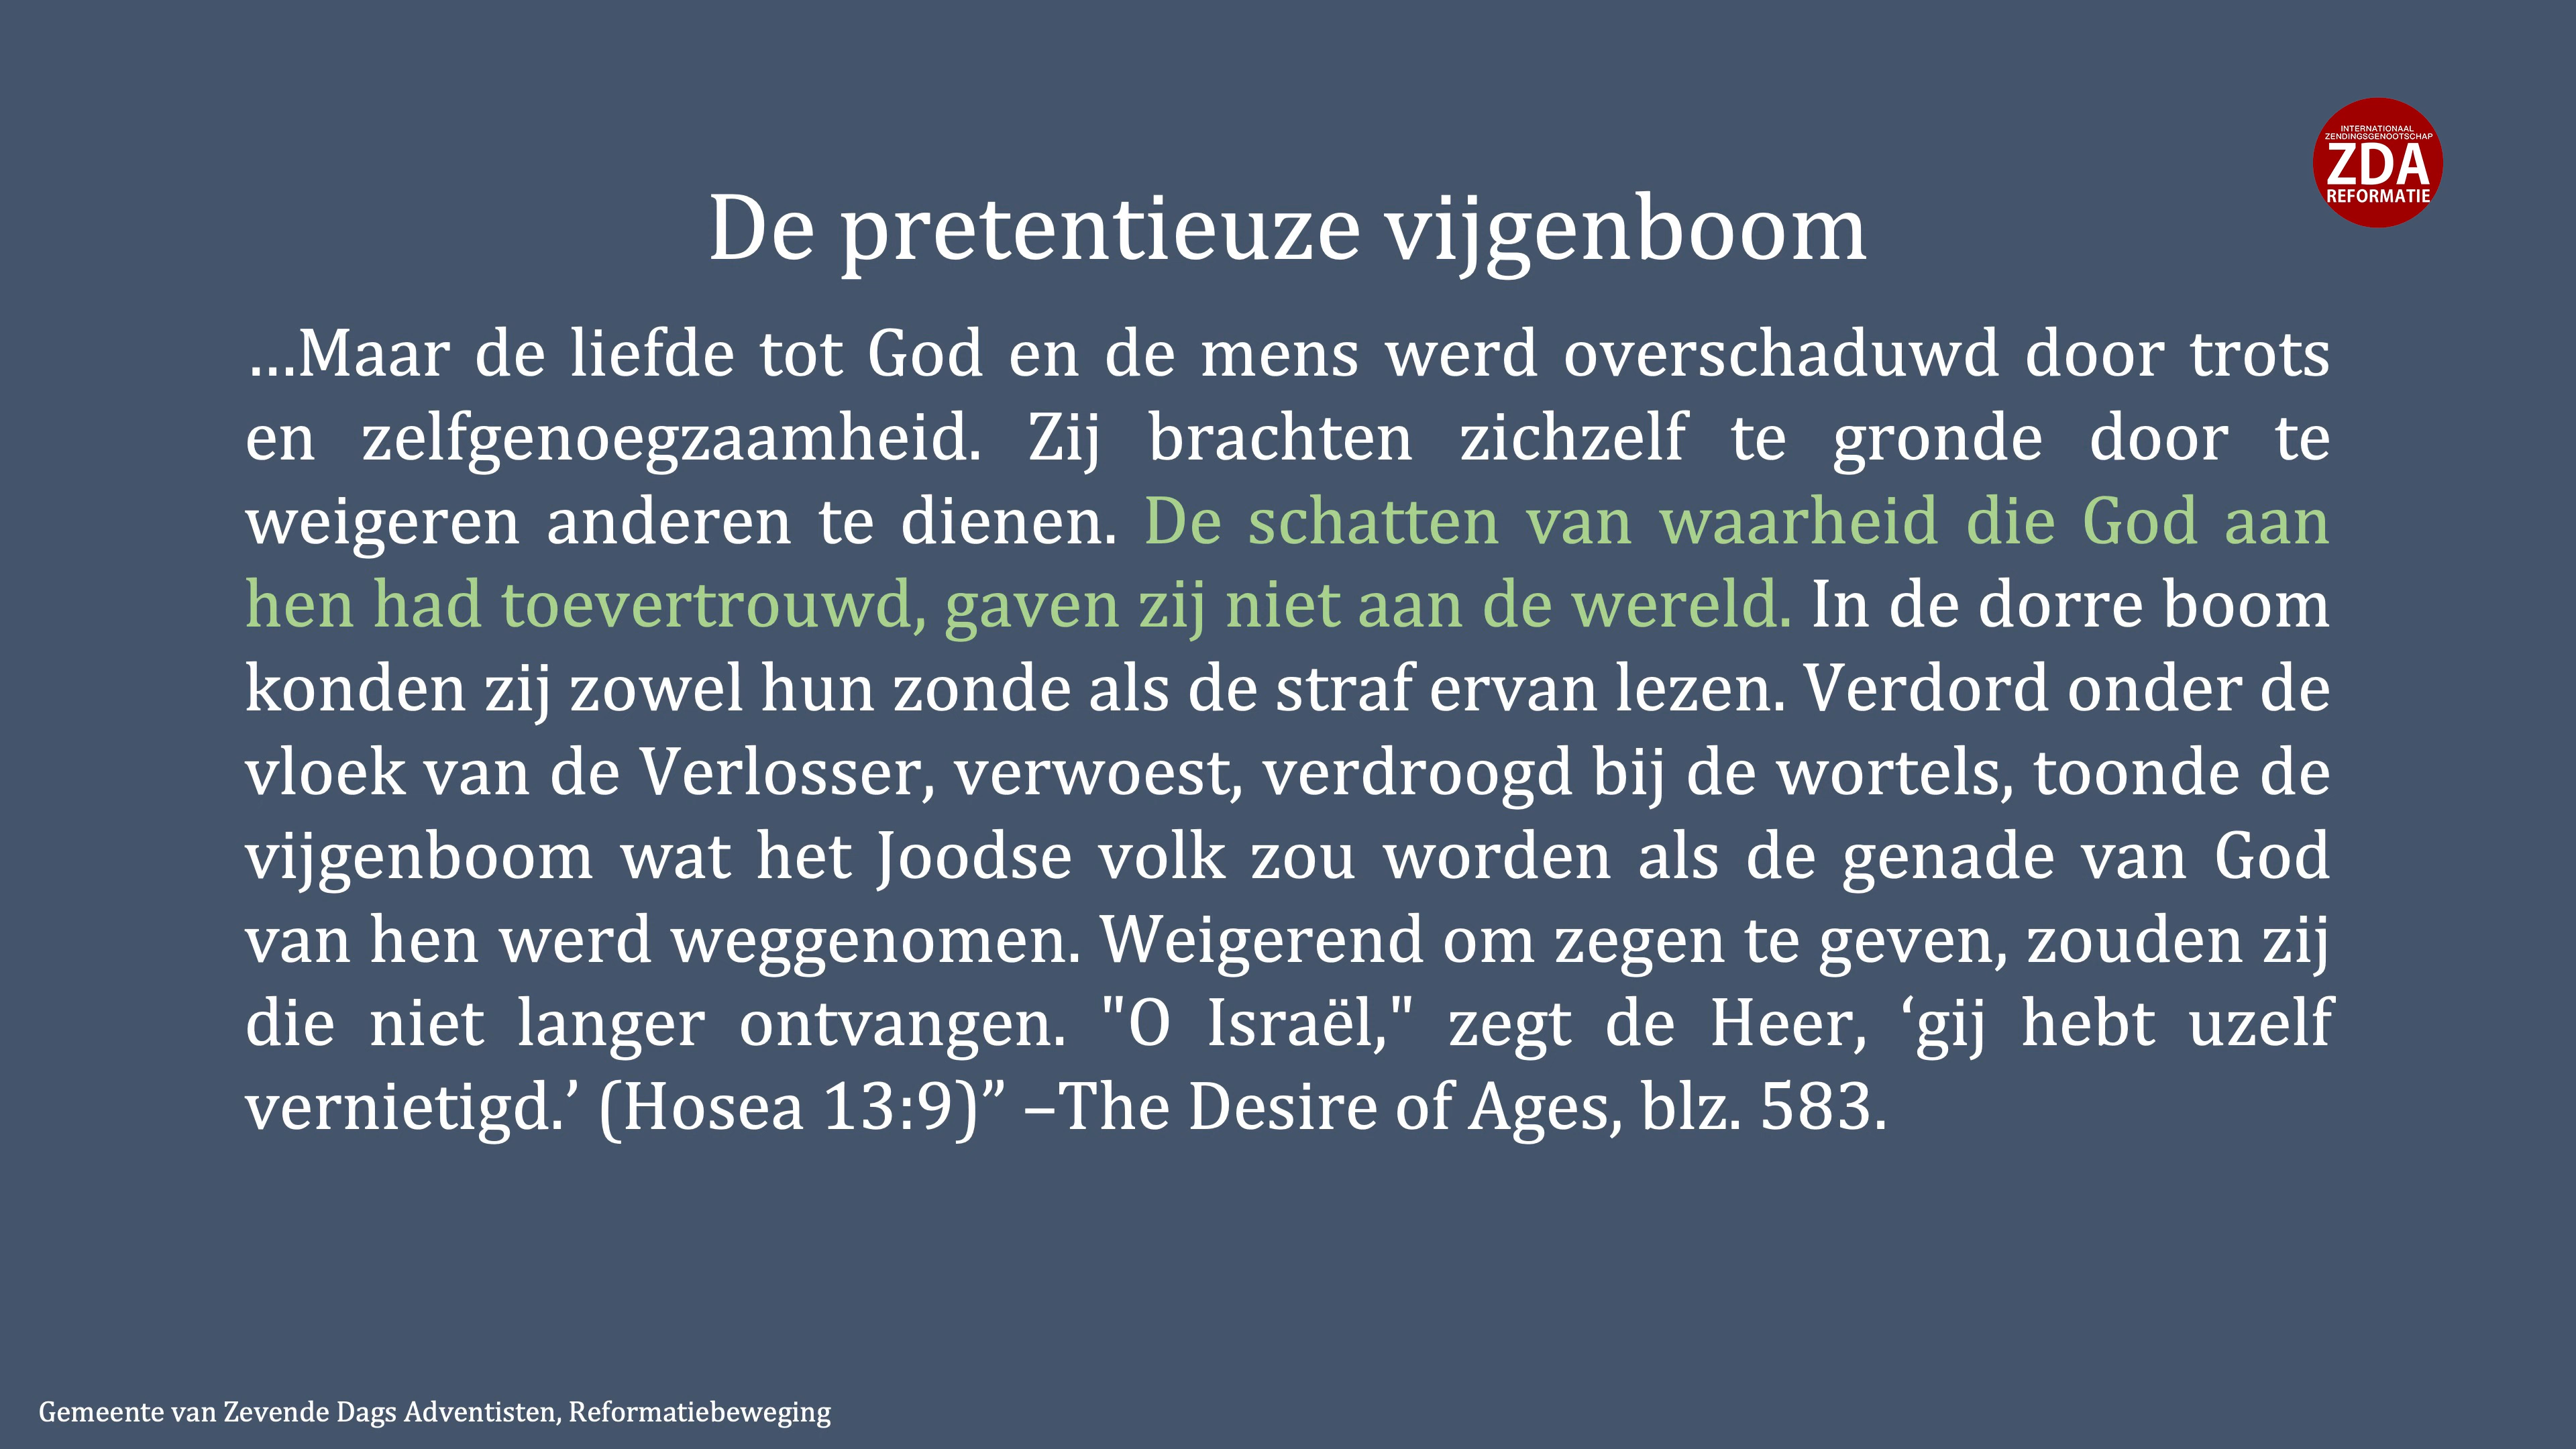 INTERNATIONAAL
ZENDINGSGENOOTSCHAP
ZDA
REFORMATIE
De pretentieuze vijgenboom
…Maar de liefde tot God en de mens werd overschaduwd door trots
en zelfgenoegzaamheid. Zij brachten zichzelf te gronde door te
weigeren anderen te dienen. De schatten van waarheid die God aan
hen had toevertrouwd, gaven zij niet aan de wereld. In de dorre boom
konden zij zowel hun zonde als de straf ervan lezen. Verdord onder de
vloek van de Verlosser, verwoest, verdroogd bij de wortels, toonde de
vijgenboom wat het Joodse volk zou worden als de genade van God
van hen werd weggenomen. Weigerend om zegen te geven, zouden zij
die niet langer ontvangen. "O Israël," zegt de Heer, ‘gij hebt uzelf
vernietigd.’ (Hosea 13:9)” –The Desire of Ages, blz. 583.
Gemeente van Zevende Dags Adventisten, Reformatiebeweging